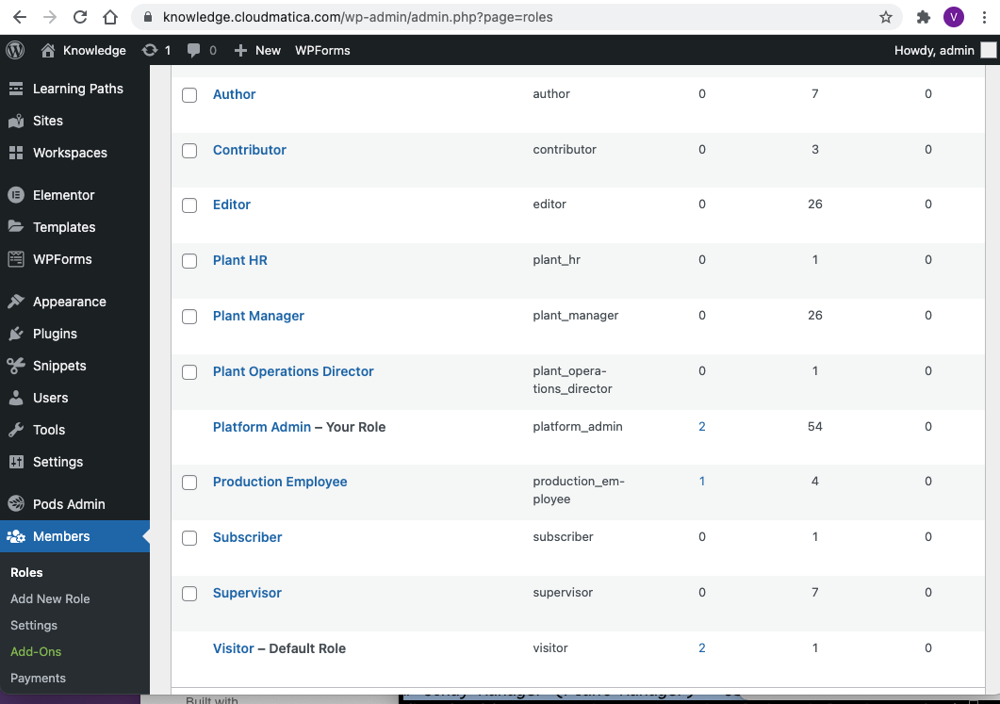 knowledge.cloudmatica.com/wp-admin/admin.php?page=roles
V
Knowledge 1 0 New WPForms Howdy, admin
Learning Paths
Sites
Workspaces
Elementor
Templates
WPForms
Appearance
Plugins
Snippets
Users
Tools
Settings
Pods Admin
Members
Roles
Add New Role
Settings
Add-Ons
Payments
Author author 0 7 0
Contributor contributor 0 3 0
Editor editor 0 26 0
Plant HR plant_hr 0 1 0
Plant Manager plant_manager 0 26 0
Plant Operations Director plant_opera- 0 1 0
tions_director
Platform Admin – Your Role platform_admin 2 54 0
Production Employee production_em- 1 4 0
ployee
Subscriber subscriber 0 1 0
Supervisor supervisor 0 7 0
Visitor – Default Role visitor 2 1 0
Built with